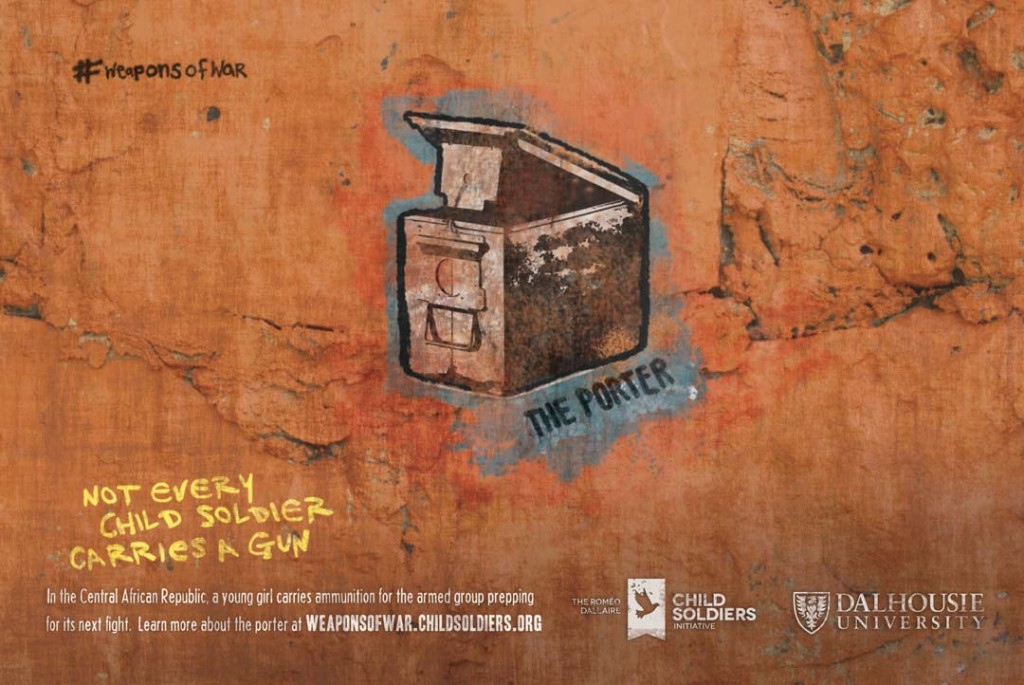 #WeaponsofWar
THE PORTER
NOT EVERY
CHILD SOLDIER
CARRIES A GUN
In the Central African Republic, a young girl carries ammunition for the armed group prepping
for its next fight. Learn more about the porter at WEAPONSOFWAR.CHILDSOLDIERS.ORG
THE ROMÉO
DALLAIRE
CHILD
SOLDIERS
INITIATIVE
DALHOUSIE
UNIVERSITY